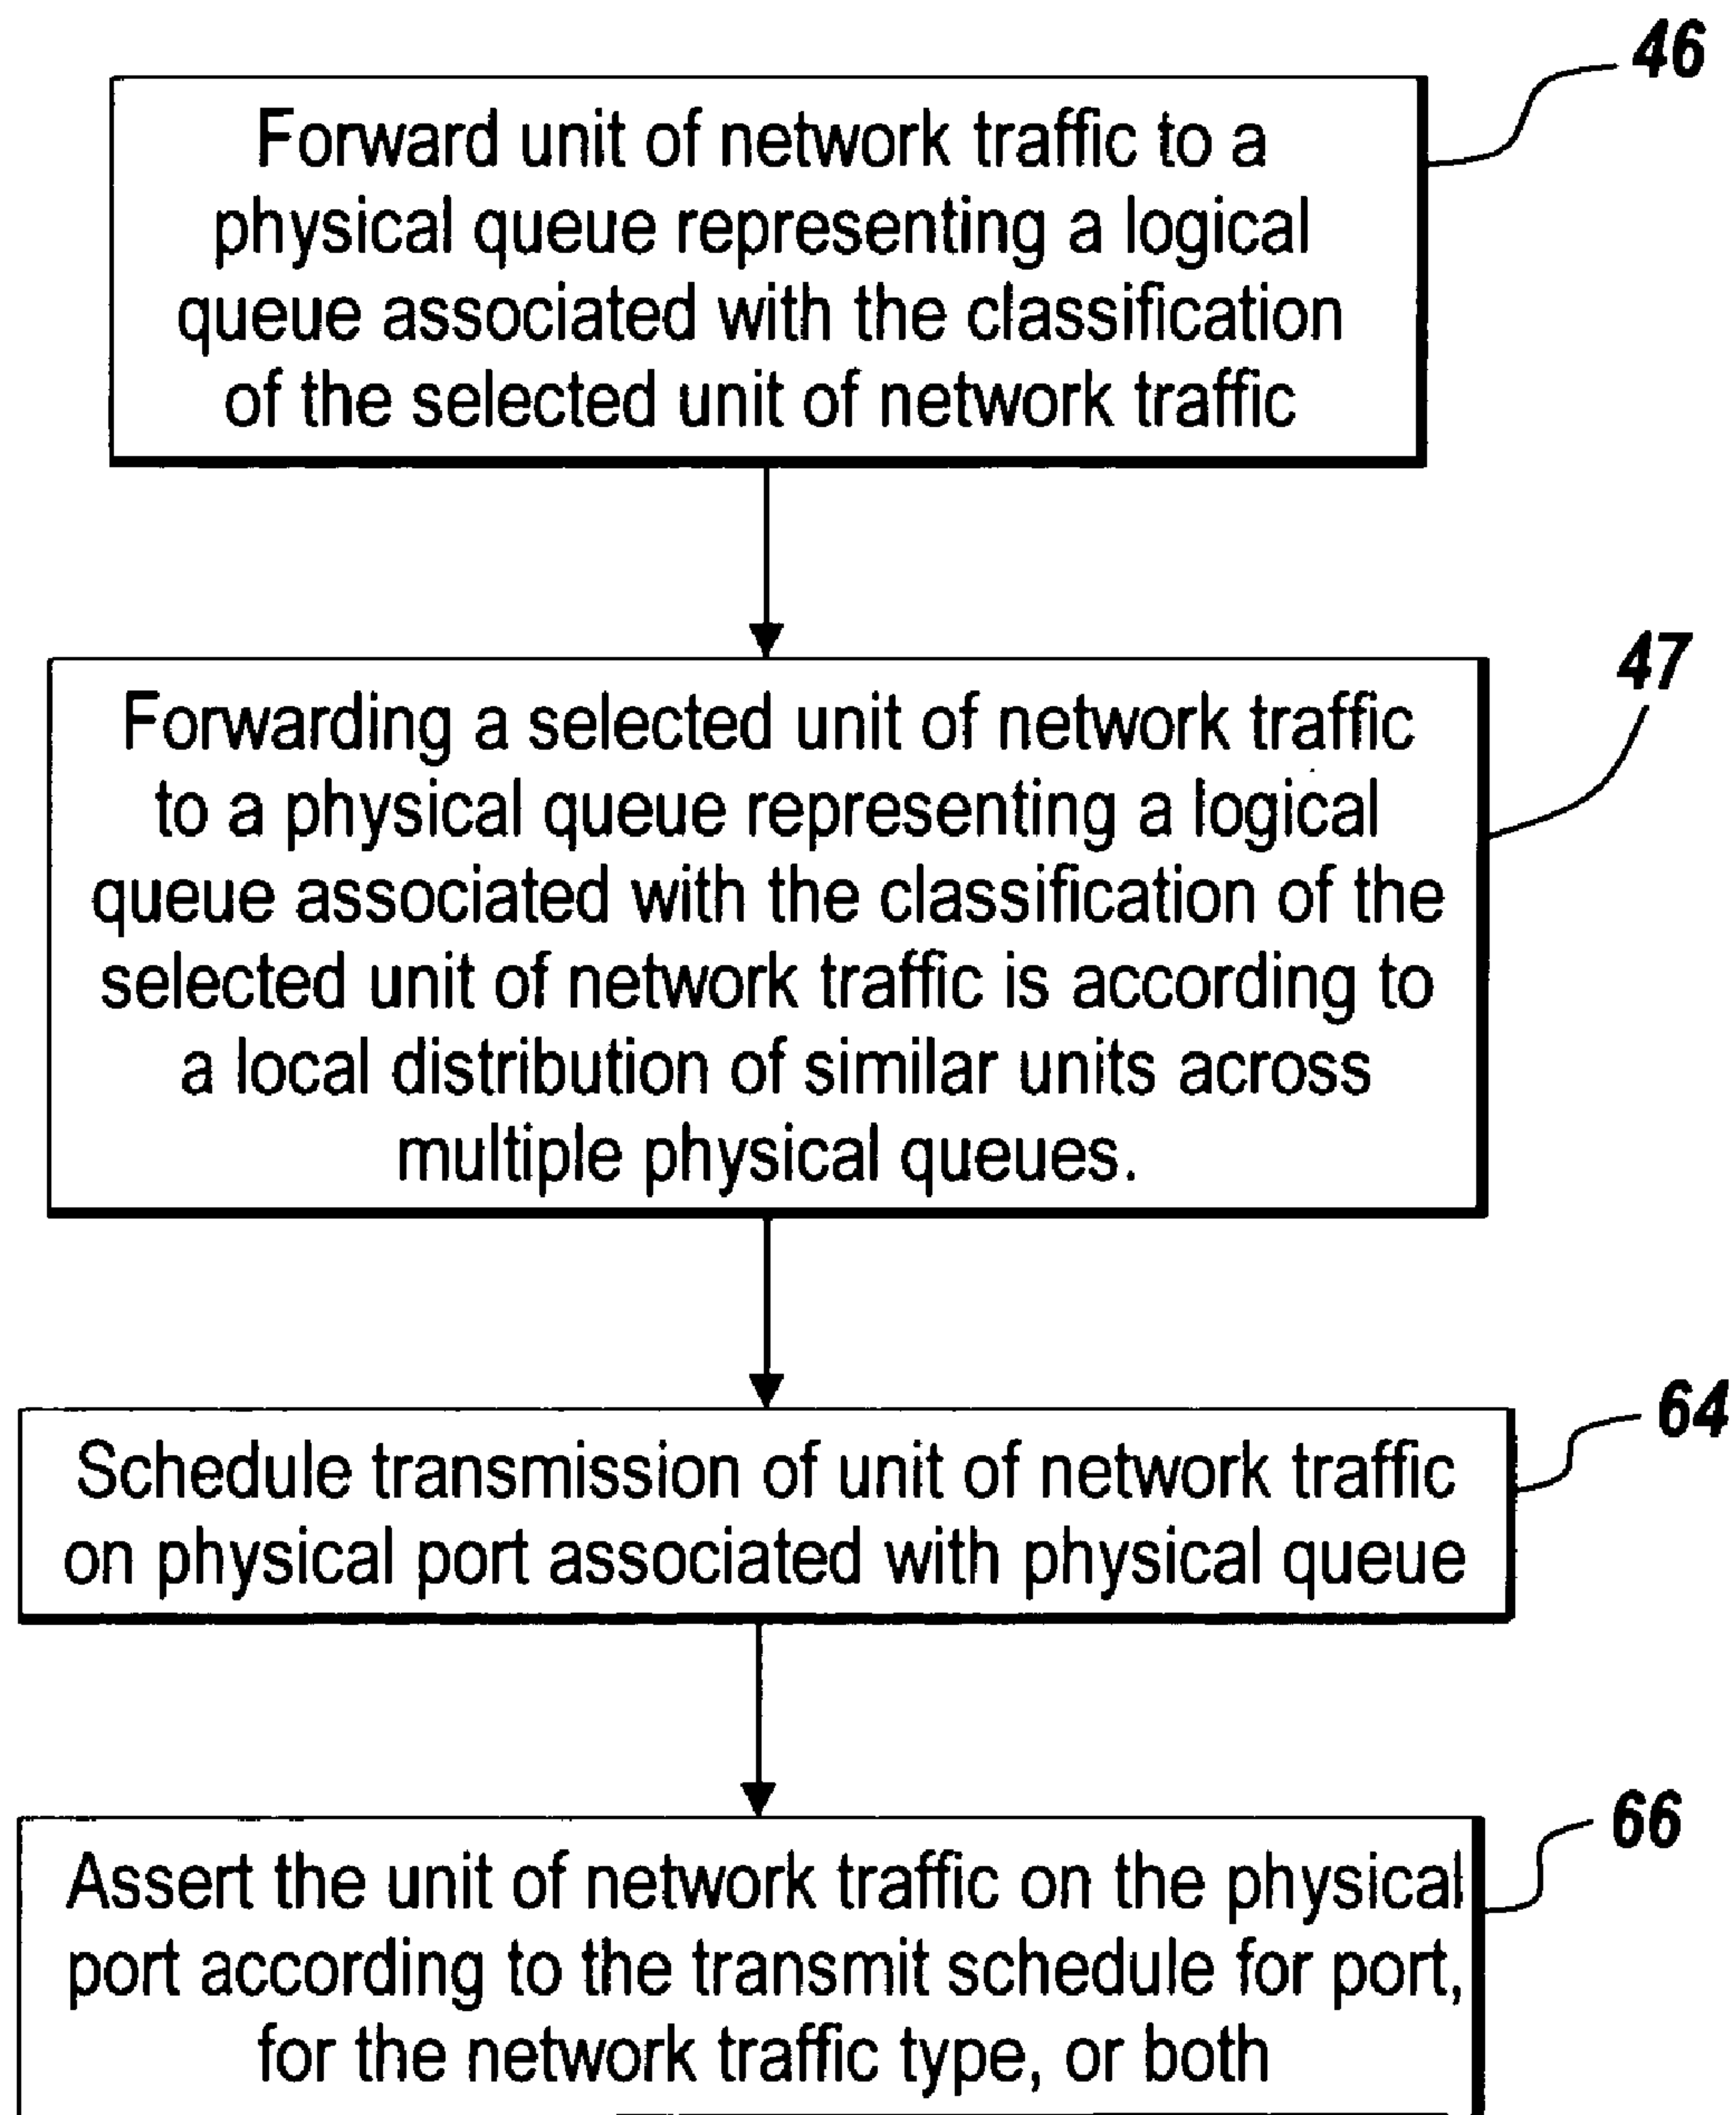 46
Forward unit of network traffic to a
physical queue representing a logical
queue associated with the classification
of the selected unit of network traffic
47
Forwarding a selected unit of network traffic
to a physical queue representing a logical
queue associated with the classification of the
selected unit of network traffic is according to
a local distribution of similar units across
multiple physical queues.
64
Schedule transmission of unit of network traffic
on physical port associated with physical queue
66
Assert the unit of network traffic on the physical
port according to the transmit schedule for port,
for the network traffic type, or both